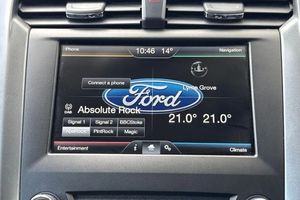 Phone 10:46 14° Navigation
Connect a phone
Lyme Grove
Ford
Absolute Rock
Signal 1 Signal 2 BBCStoke
AbsRock PlntRock Magic
21.0° 21.0°
Entertainment i Climate